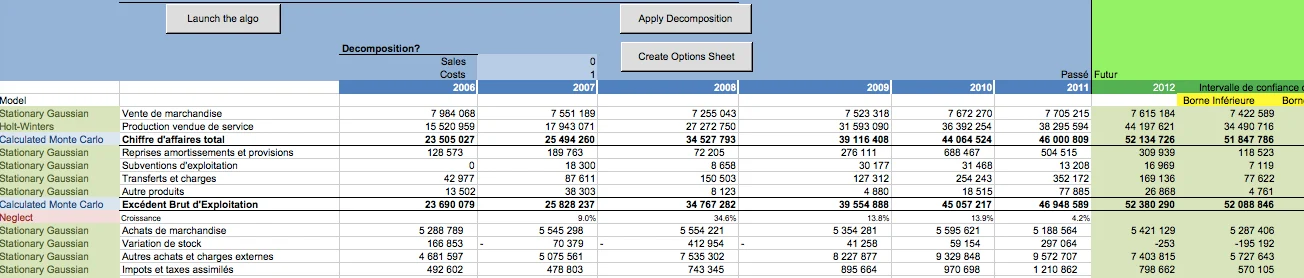 Launch the algo Apply Decomposition
Decomposition? Create Options Sheet
Sales 0
Costs 1 Passé Futur
2006 2007 2008 2009 2010 2011 2012 Intervalle de confiance
Model Borne Inférieure
Stationary Gaussian Vente de marchandise 7 984 068 7 551 189 7 255 043 7 523 318 7 672 270 7 705 215 7 615 184 7 422 589
Holt-Winters Production vendue de service 15 520 959 17 943 071 27 272 750 31 593 090 36 392 254 38 295 594 44 197 621 34 490 716
Calculated Monte Carlo Chiffre d'affaires total 23 505 027 25 494 260 34 527 793 39 116 408 44 064 524 46 000 809 52 134 726 51 847 786
Stationary Gaussian Reprises amortissements et provisions 128 573 189 763 72 205 276 111 688 467 504 515 309 939 118 523
Stationary Gaussian Subventions d'exploitation 0 18 300 8 658 30 177 31 468 13 208 16 969 7 119
Stationary Gaussian Transferts et charges 42 977 87 611 150 503 127 312 254 243 352 172 169 136 77 622
Stationary Gaussian Autre produits 13 502 38 303 8 123 4 880 18 515 77 885 26 868 4 761
Calculated Monte Carlo Excédent Brut d'Exploitation 23 690 079 25 828 237 34 767 282 39 554 888 45 057 217 46 948 589 52 380 290 52 088 846
Neglect Croissance 9.0% 34.6% 13.8% 13.9% 4.2%
Stationary Gaussian Achats de marchandise 5 288 789 5 545 298 5 554 221 5 354 281 5 595 621 5 188 564 5 421 129 5 287 406
Stationary Gaussian Variation de stock 166 853 - 70 379 - 412 954 - 41 258 59 154 297 064 -253 -195 192
Stationary Gaussian Autres achats et charges externes 4 681 597 5 075 561 7 535 302 8 227 877 9 329 848 9 572 707 7 403 815 5 727 643
Stationary Gaussian Impots et taxes assimilés 492 602 478 803 743 345 895 664 970 698 1 210 862 798 662 570 105